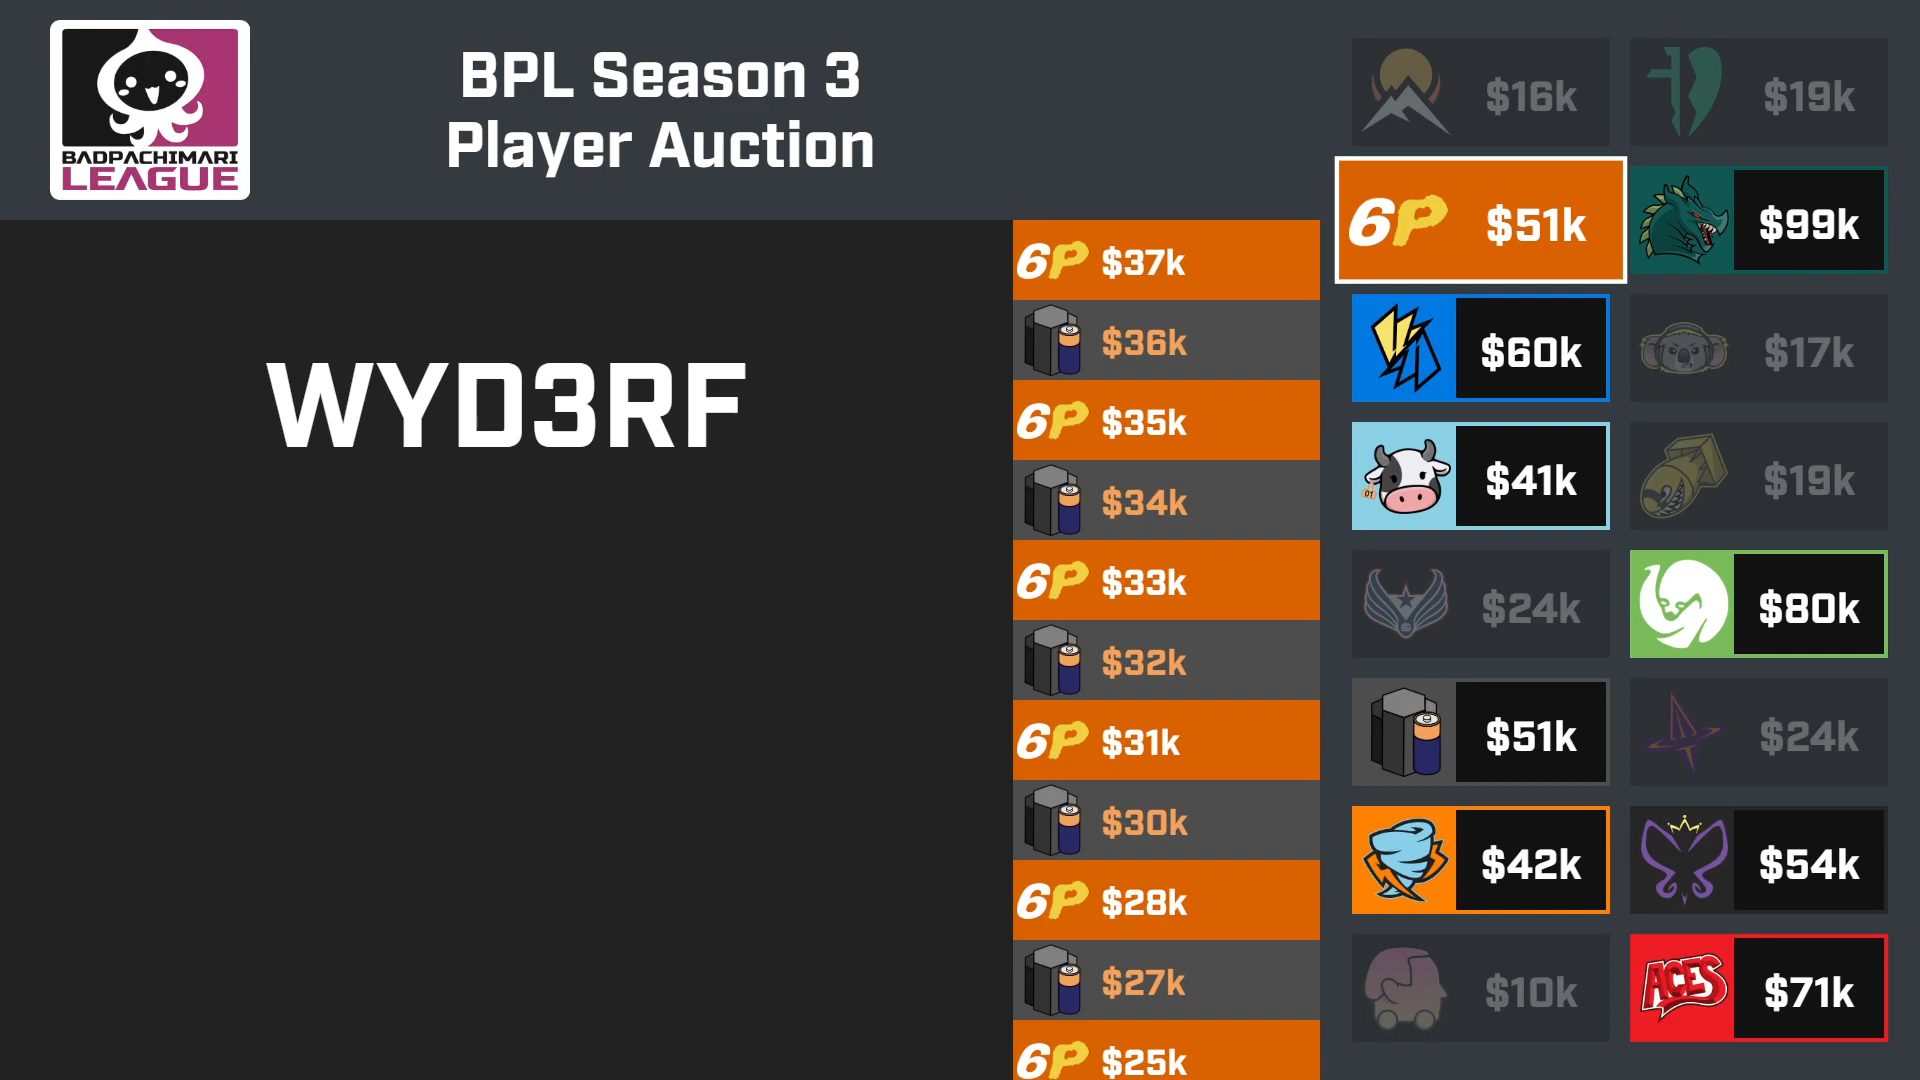 BADPACHIMARI
LEAGUE
BPL Season 3
Player Auction
WYD3RF
6P $37k
$36k
6P $35k
$34k
6P $33k
$32k
6P $31k
$30k
6P $28k
$27k
6P $25k
$16k
$19k
6P $51k
$99k
$60k
$17k
01
$41k
$19k
$24k
$80k
$51k
$24k
$42k
$54k
$10k
ACES
$71k